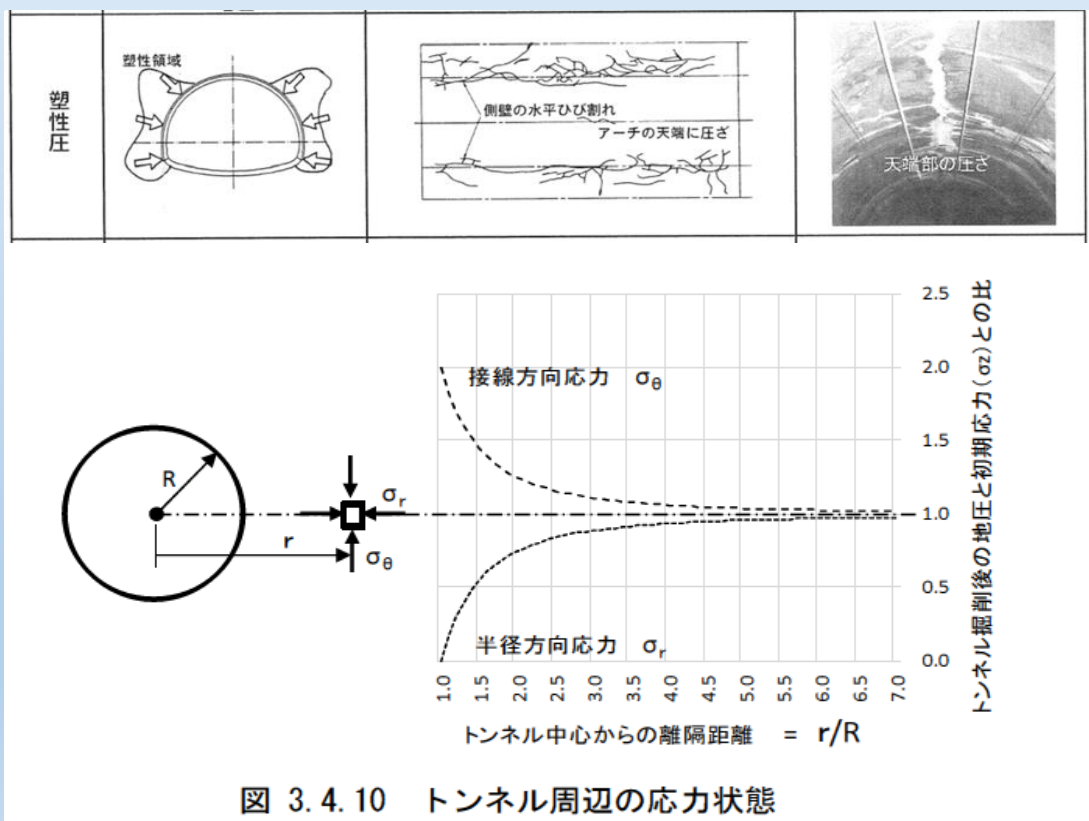 塑性圧
塑性領域
側壁の水平ひび割れ
アーチの天端に圧ざ
天端部の圧さ
R
r
σr
σθ
接線方向応力 σθ
半径方向応力 σr
2.5
2.0
1.5
1.0
0.5
0.0
トンネル掘削後の地圧と初期応力(σz)との比
1.0 1.5 2.0 2.5 3.0 3.5 4.0 4.5 5.0 5.5 6.0 6.5 7.0
トンネル中心からの離隔距離 = r/R
図 3.4.10 トンネル周辺の応力状態